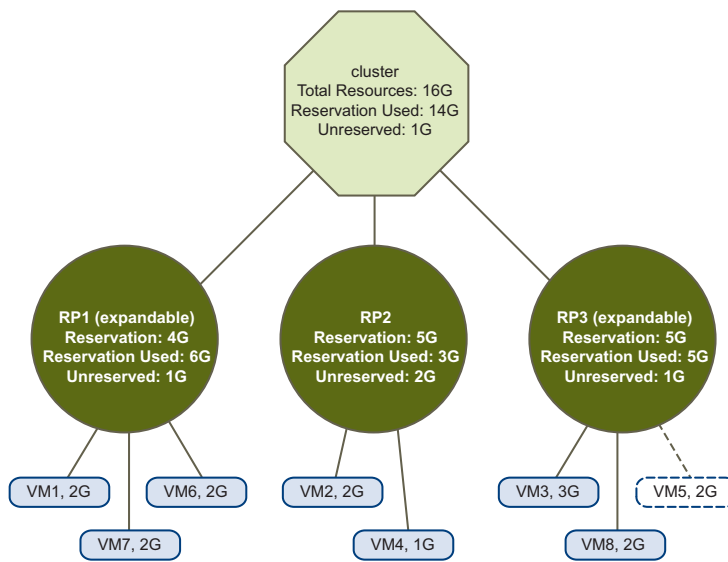 cluster
Total Resources: 16G
Reservation Used: 14G
Unreserved: 1G
RP1 (expandable)
Reservation: 4G
Reservation Used: 6G
Unreserved: 1G
RP2
Reservation: 5G
Reservation Used: 3G
Unreserved: 2G
RP3 (expandable)
Reservation: 5G
Reservation Used: 5G
Unreserved: 1G
VM1, 2G
VM6, 2G
VM2, 2G
VM3, 3G
VM5, 2G
VM7, 2G
VM4, 1G
VM8, 2G